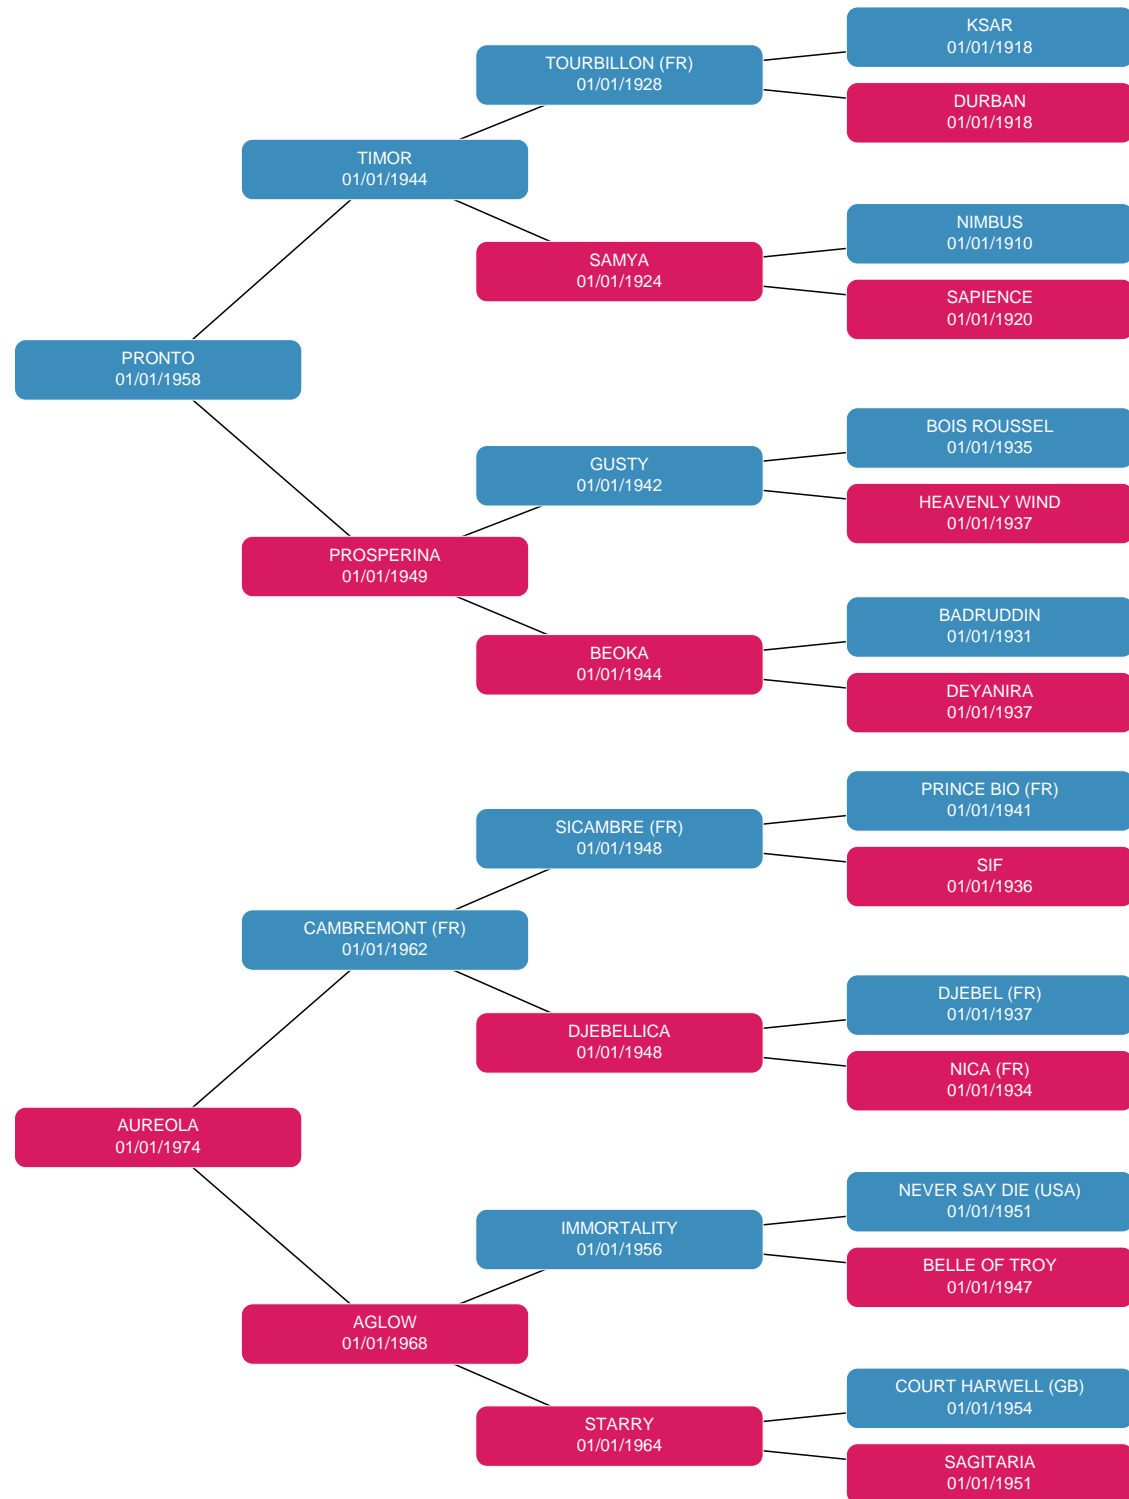 KSAR
01/01/1918
TOURBILLON (FR)
01/01/1928
DURBAN
01/01/1918
TIMOR
01/01/1944
NIMBUS
01/01/1910
SAMYA
01/01/1924
SAPIENCE
01/01/1920
PRONTO
01/01/1958
BOIS ROUSSEL
01/01/1935
GUSTY
01/01/1942
HEAVENLY WIND
01/01/1937
PROSPERINA
01/01/1949
BADRUDDIN
01/01/1931
BEOKA
01/01/1944
DEYANIRA
01/01/1937
PRINCE BIO (FR)
01/01/1941
SICAMBRE (FR)
01/01/1948
SIF
01/01/1936
CAMBREMONT (FR)
01/01/1962
DJEBEL (FR)
01/01/1937
DJEBELLICA
01/01/1948
NICA (FR)
01/01/1934
AUREOLA
01/01/1974
NEVER SAY DIE (USA)
01/01/1951
IMMORTALITY
01/01/1956
BELLE OF TROY
01/01/1947
AGLOW
01/01/1968
COURT HARWELL (GB)
01/01/1954
STARRY
01/01/1964
SAGITARIA
01/01/1951